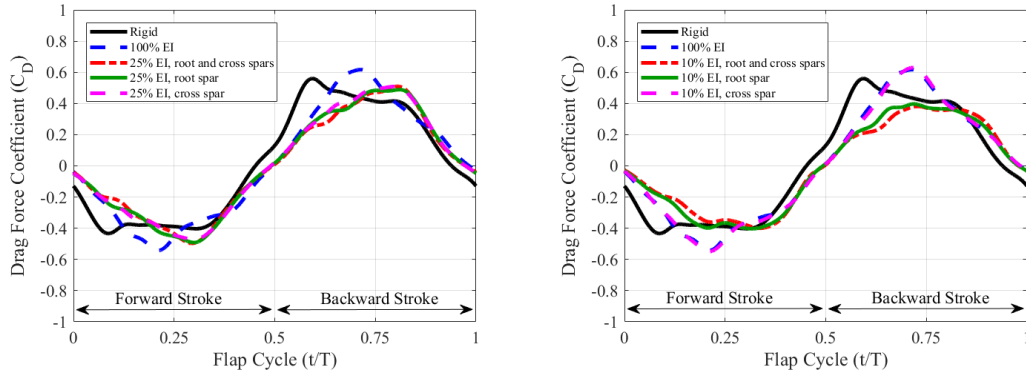 Drag Force Coefficient (C_D)
1
0.8
0.6
0.4
0.2
0
-0.2
-0.4
-0.6
-0.8
-1
Rigid
100% EI
25% EI, root and cross spars
25% EI, root spar
25% EI, cross spar
Forward Stroke
Backward Stroke
0
0.25
0.5
0.75
1
Flap Cycle (t/T)
Drag Force Coefficient (C_D)
1
0.8
0.6
0.4
0.2
0
-0.2
-0.4
-0.6
-0.8
-1
Rigid
100% EI
10% EI, root and cross spars
10% EI, root spar
10% EI, cross spar
Forward Stroke
Backward Stroke
0
0.25
0.5
0.75
1
Flap Cycle (t/T)